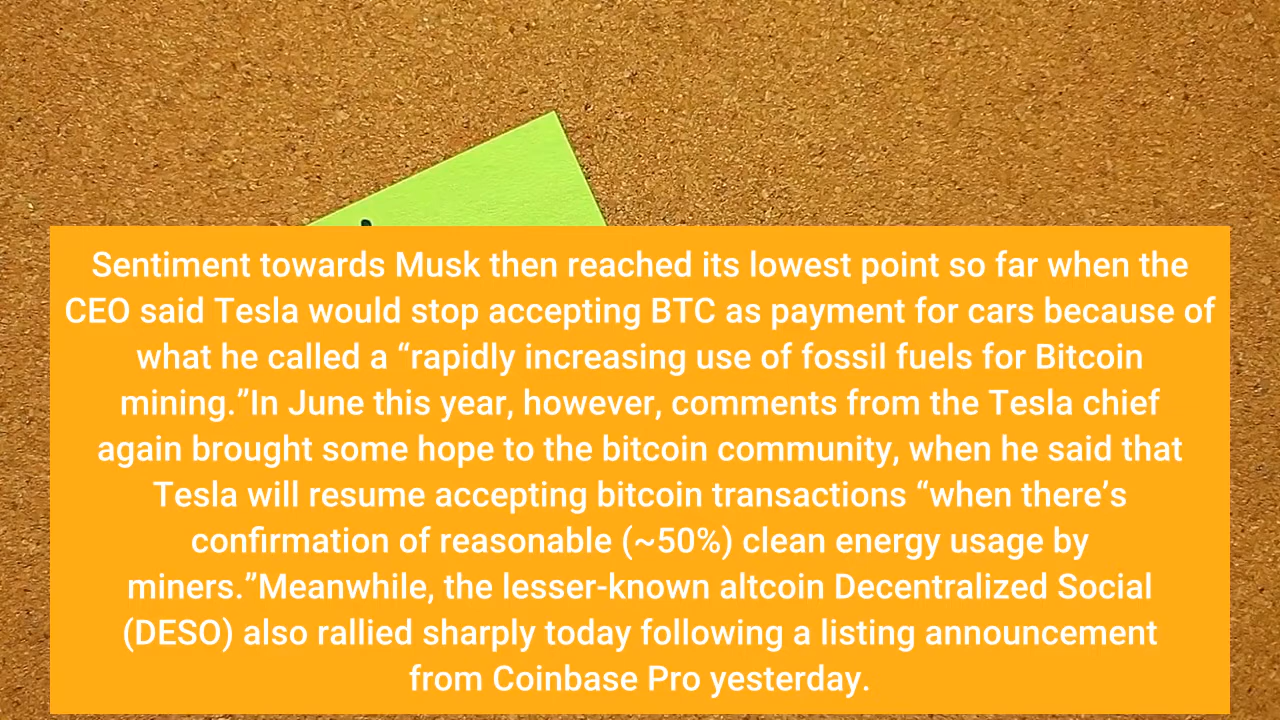 Sentiment towards Musk then reached its lowest point so far when the
CEO said Tesla would stop accepting BTC as payment for cars because of
what he called a “rapidly increasing use of fossil fuels for Bitcoin
mining.”In June this year, however, comments from the Tesla chief
again brought some hope to the bitcoin community, when he said that
Tesla will resume accepting bitcoin transactions “when there’s
confirmation of reasonable (~50%) clean energy usage by
miners.”Meanwhile, the lesser-known altcoin Decentralized Social
(DESO) also rallied sharply today following a listing announcement
from Coinbase Pro yesterday.